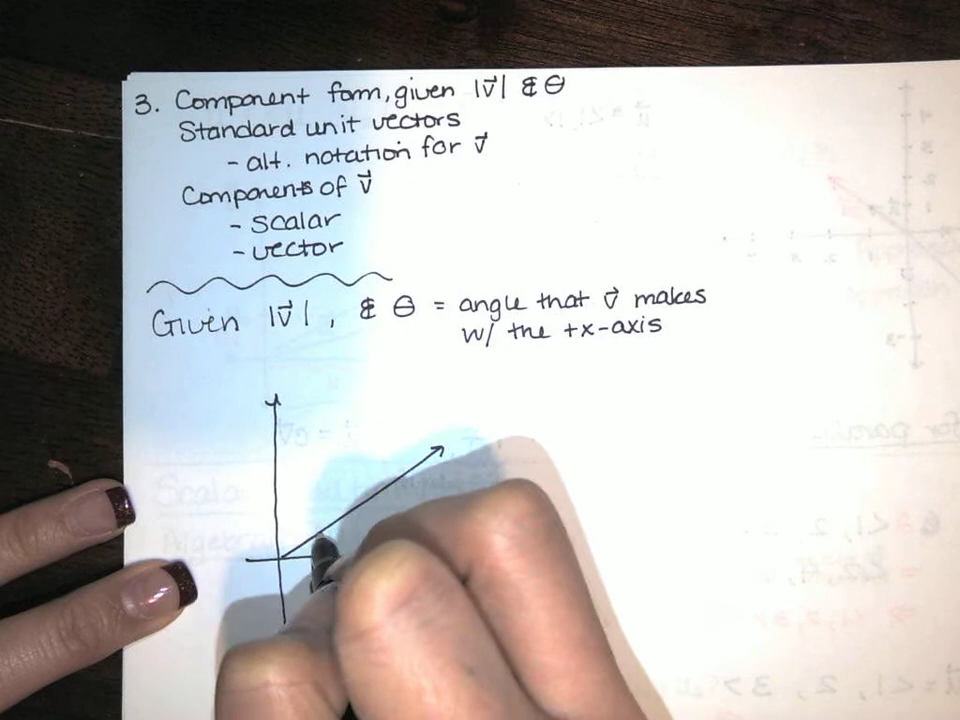 3. Component form, given |v⃗| & θ
Standard unit vectors
- alt. notation for v⃗
Components of v⃗
- scalar
- vector
Given |v⃗|, & θ = angle that v⃗ makes
w/ the +x-axis